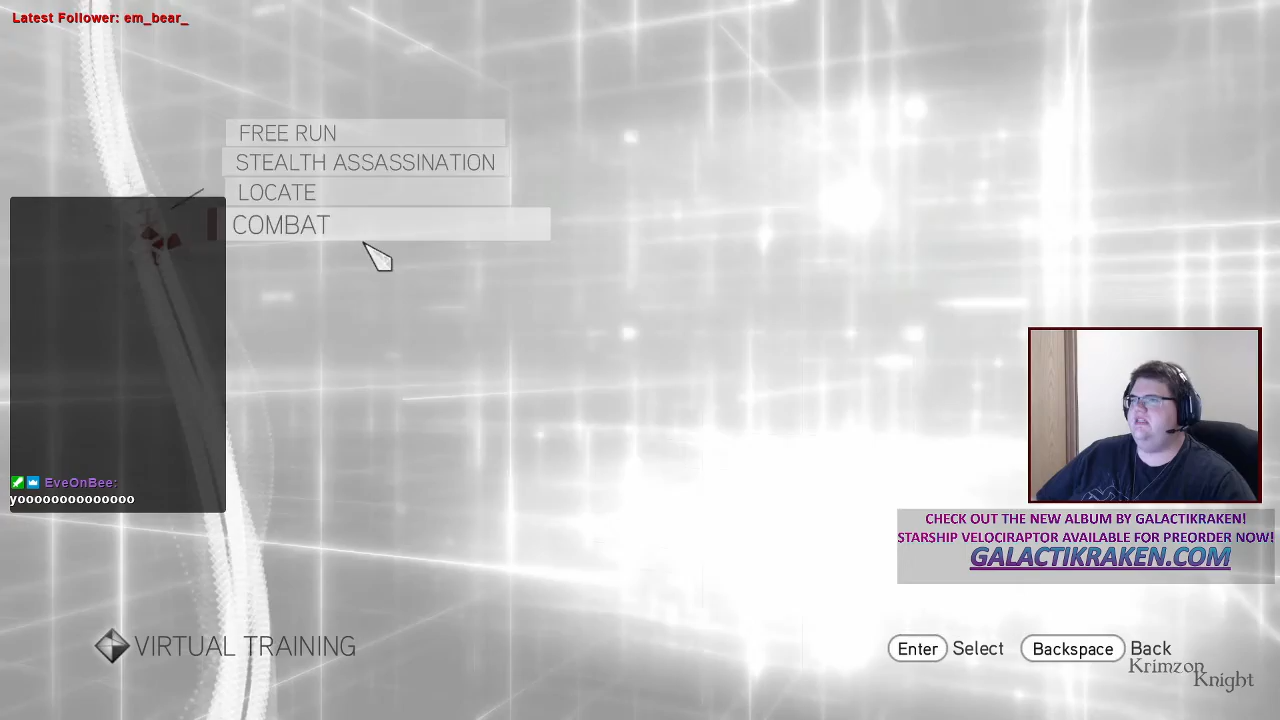 Latest Follower: em_bear_
FREE RUN
STEALTH ASSASSINATION
LOCATE
COMBAT
EveOnBee:
yoooooooooooooo
CHECK OUT THE NEW ALBUM BY GALACTIKRAKEN!
STARSHIP VELOCIRAPTOR AVAILABLE FOR PREORDER NOW!
GALACTIKRAKEN.COM
VIRTUAL TRAINING
Enter Select Backspace Back
Krimzon
Knight